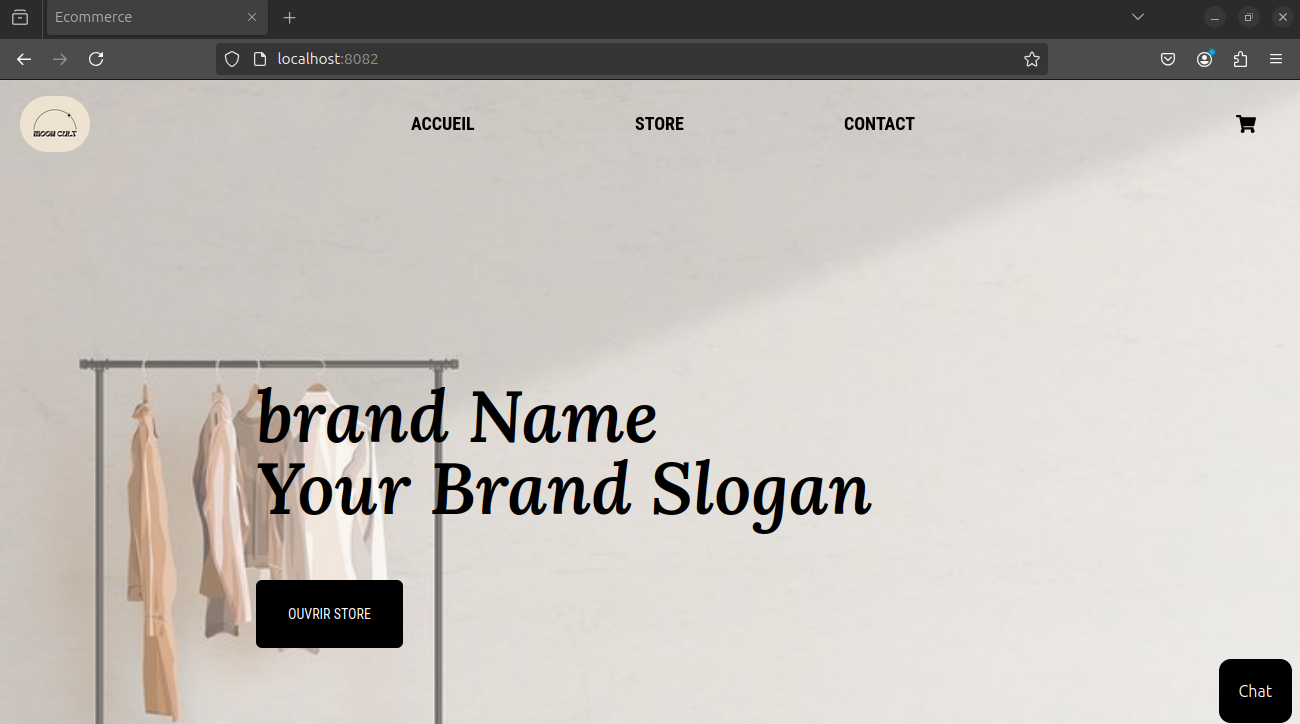 Ecommerce
localhost:8082
MOON CULT
ACCUEIL
STORE
CONTACT
brand Name
Your Brand Slogan
OUVRIR STORE
Chat